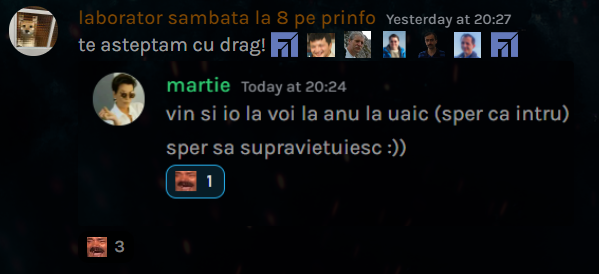 laborator sambata la 8 pe prinfo Yesterday at 20:27
te asteptam cu drag!
martie Today at 20:24
vin si io la voi la anu la uaic (sper ca intru)
sper sa supravietuiesc :))
1
3